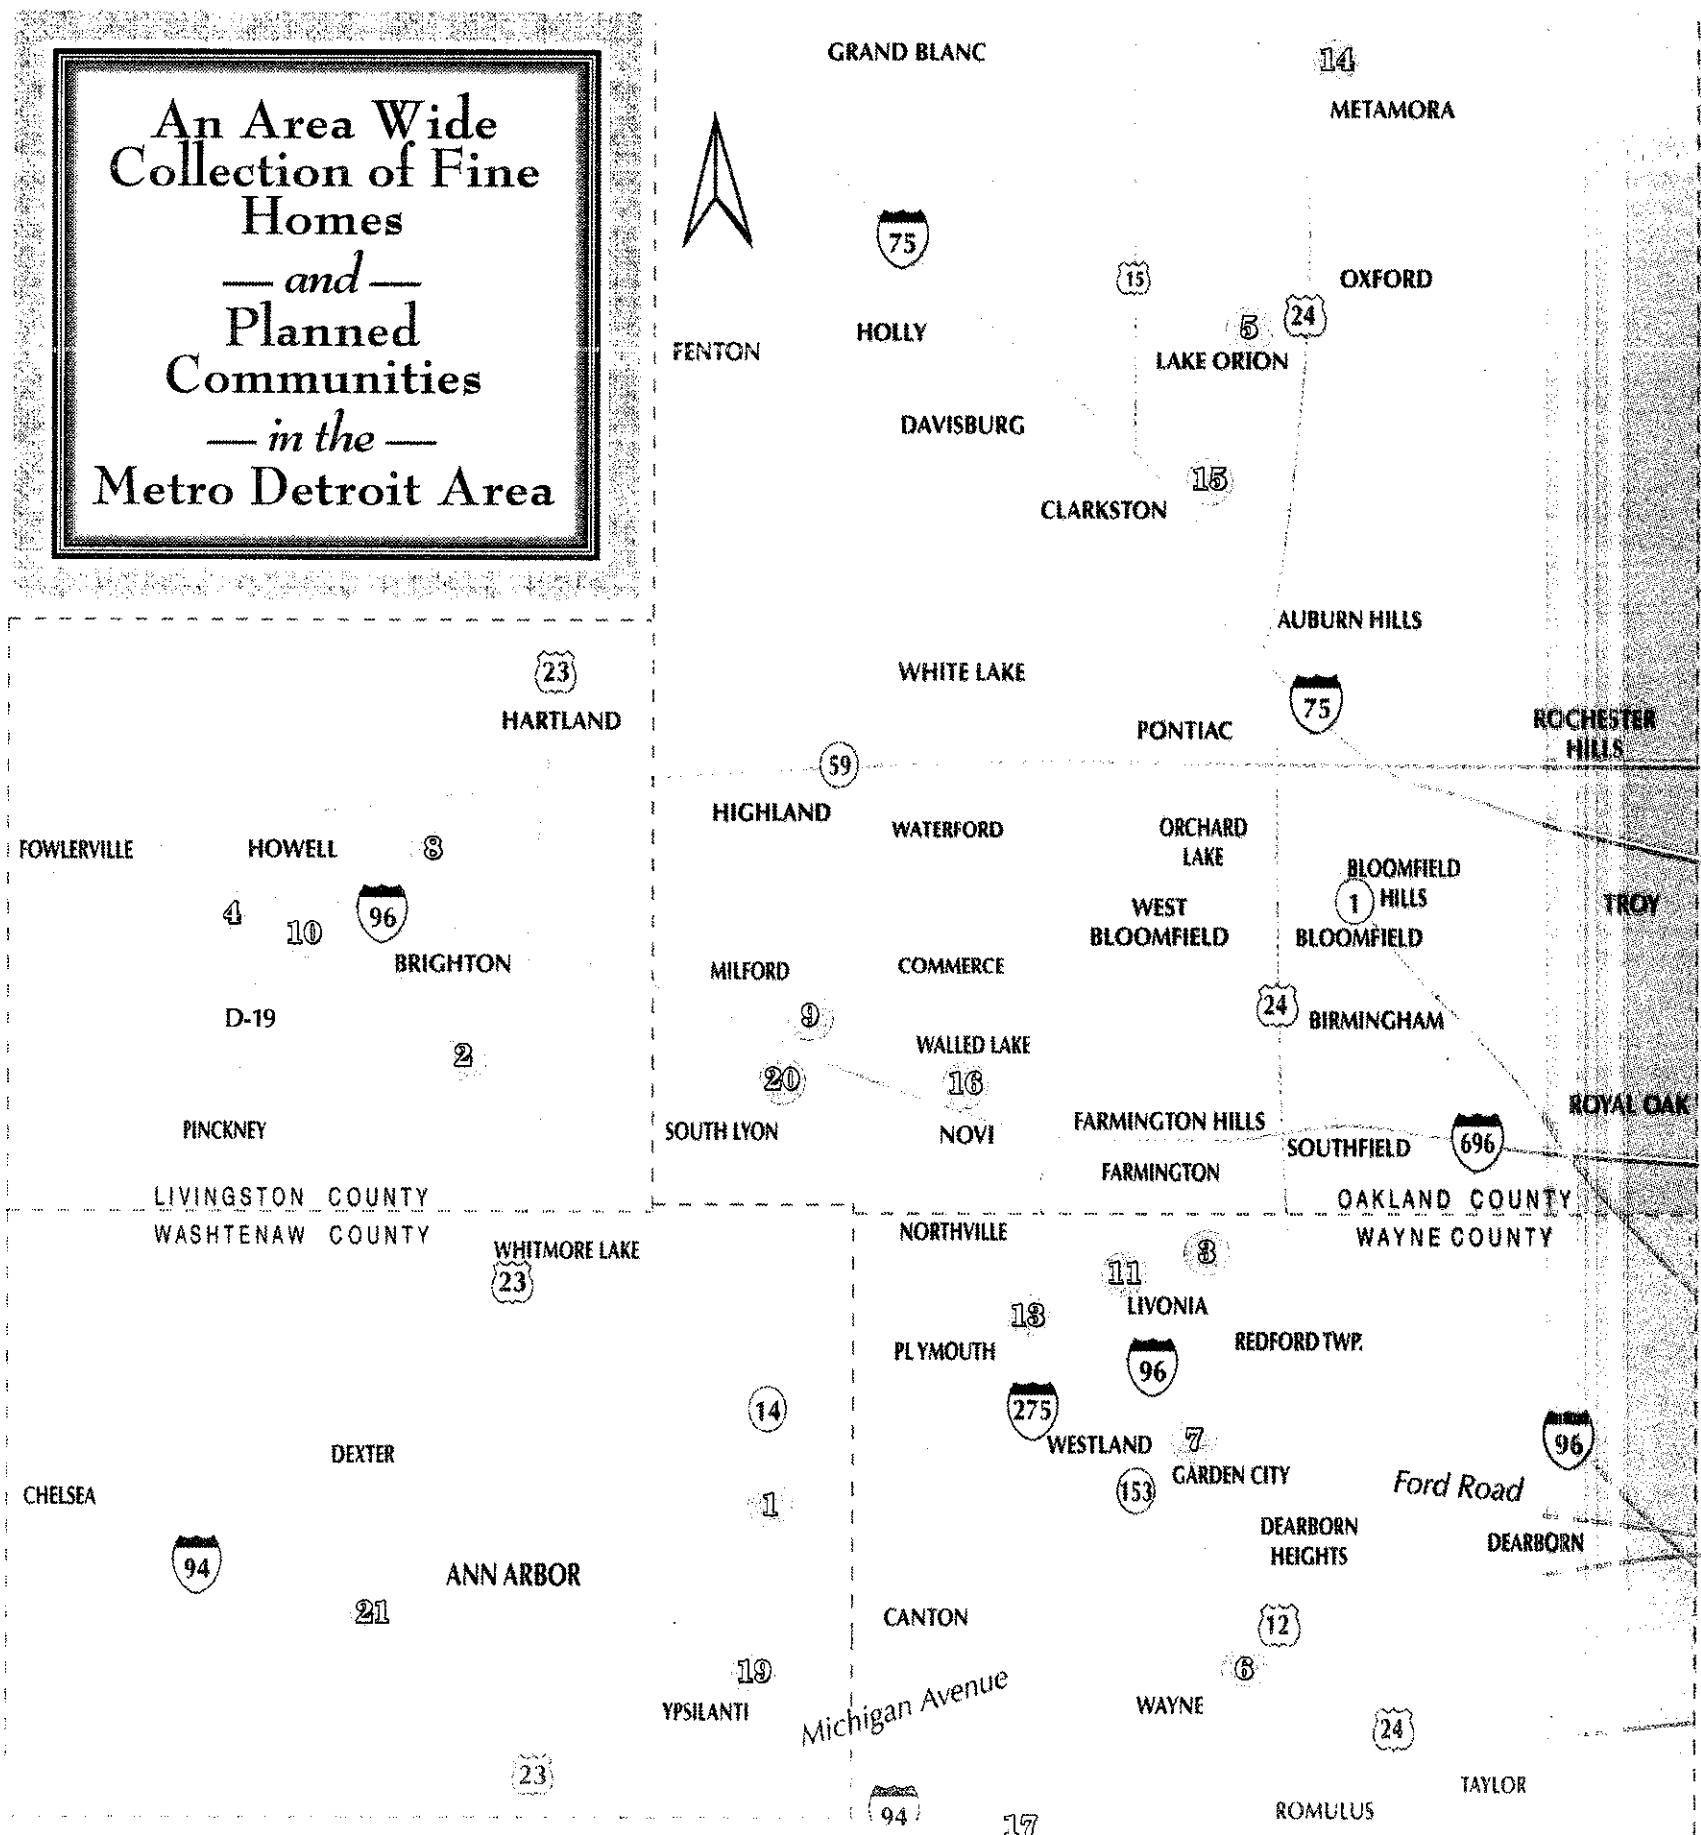 An Area Wide
Collection of Fine
Homes
— and —
Planned
Communities
— in the —
Metro Detroit Area
GRAND BLANC
14
METAMORA
75
15
OXFORD
24
5
HOLLY
FENTON
LAKE ORION
DAVISBURG
15
CLARKSTON
AUBURN HILLS
23
WHITE LAKE
75
HARTLAND
PONTIAC
ROCHESTER
HILLS
59
HIGHLAND
WATERFORD
ORCHARD
LAKE
FOWLERVILLE
HOWELL
8
BLOOMFIELD
HILLS
1
4
10
96
WEST
BLOOMFIELD
BLOOMFIELD
TROY
BRIGHTON
MILFORD
COMMERCE
D-19
9
24
BIRMINGHAM
2
WALLED LAKE
20
16
ROYAL OAK
PINCKNEY
SOUTH LYON
NOVI
FARMINGTON HILLS
SOUTHFIELD
696
FARMINGTON
LIVINGSTON COUNTY
OAKLAND COUNTY
WASHTENAW COUNTY
NORTHVILLE
WAYNE COUNTY
WHITMORE LAKE
23
11
3
LIVONIA
13
PLYMOUTH
REDFORD TWP.
96
14
275
WESTLAND
7
96
DEXTER
GARDEN CITY
Ford Road
CHELSEA
1
153
DEARBORN
HEIGHTS
DEARBORN
94
ANN ARBOR
21
CANTON
12
19
6
YPSILANTI
Michigan Avenue
WAYNE
24
23
TAYLOR
94
17
ROMULUS